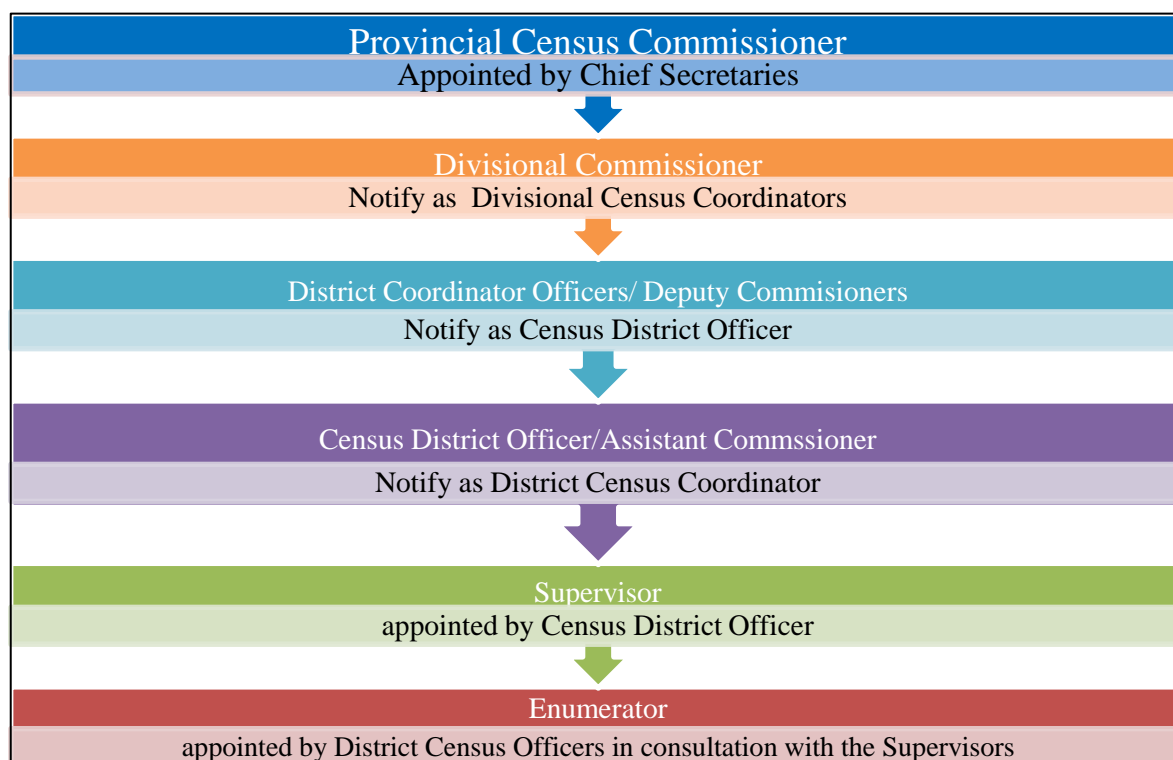 Provincial Census Commissioner
Appointed by Chief Secretaries
Divisional Commissioner
Notify as Divisional Census Coordinators
District Coordinator Officers/ Deputy Commisioners
Notify as Census District Officer
Census District Officer/Assistant Commssioner
Notify as District Census Coordinator
Supervisor
appointed by Census District Officer
Enumerator
appointed by District Census Officers in consultation with the Supervisors